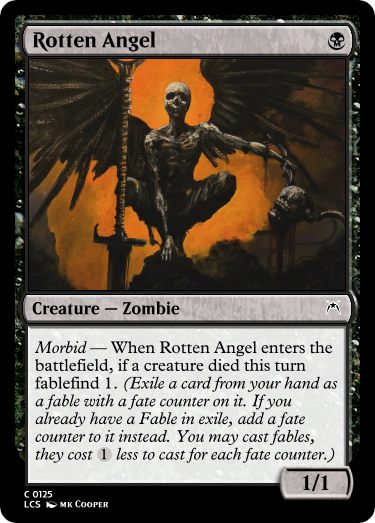 Rotten Angel
Creature — Zombie
Morbid — When Rotten Angel enters the
battlefield, if a creature died this turn
fablefind 1. (Exile a card from your hand as
a fable with a fate counter on it. If you
already have a Fable in exile, add a fate
counter to it instead. You may cast fables,
they cost 1 less to cast for each fate counter.)
1/1
C 0125
LCS MK COOPER